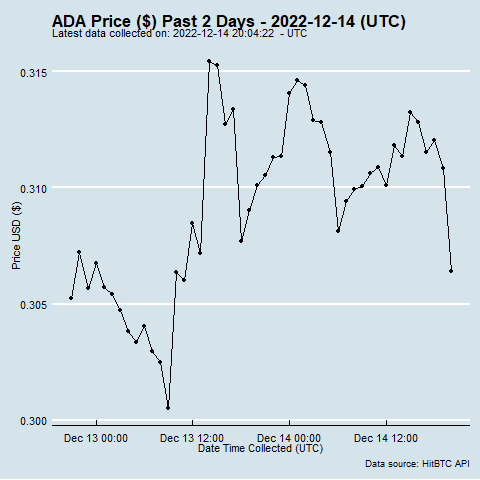 ADA Price ($) Past 2 Days - 2022-12-14 (UTC)
Latest data collected on: 2022-12-14 20:04:22 - UTC
0.315
0.310
0.305
0.300
Price USD ($)
Dec 13 00:00 Dec 13 12:00 Dec 14 00:00 Dec 14 12:00
Date Time Collected (UTC)
Data source: HitBTC API